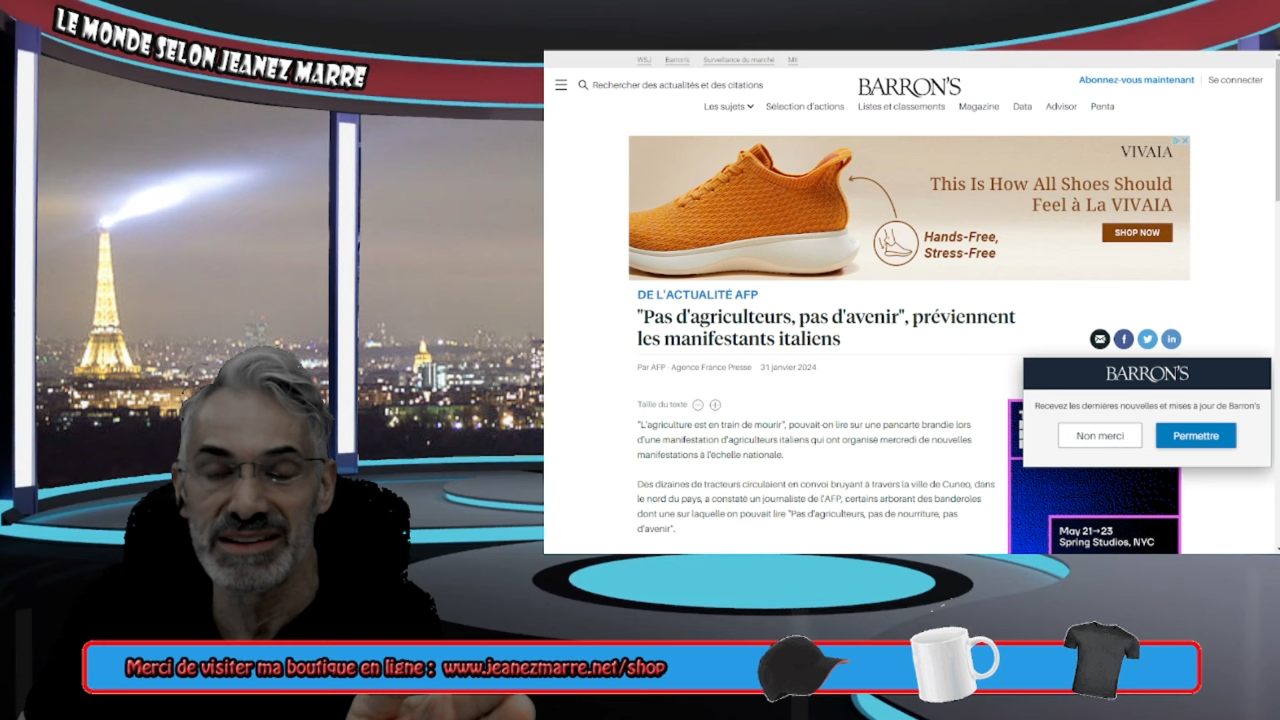 LE MONDE SELON JEANEZ MARRE
WSJ Barron's Surveillance du marché
Rechercher des actualités et des citations
BARRON'S
Abonnez-vous maintenant Se connecter
Les sujets Sélection d'actions Listes et classements Magazine Data Advisor Penta
VIVAIA
This Is How All Shoes Should
Feel à La VIVAIA
SHOP NOW
Hands-Free,
Stress-Free
DE L'ACTUALITÉ AFP
"Pas d'agriculteurs, pas d'avenir", préviennent
les manifestants italiens
Par AFP - Agence France Presse 31 janvier 2024
Taille du texte
"L'agriculture est en train de mourir", pouvait-on lire sur une pancarte brandie lors
d'une manifestation d'agriculteurs italiens qui ont organisé mercredi de nouvelles
manifestations à l'échelle nationale.
Des dizaines de tracteurs circulaient en convoi bruyant à travers la ville de Cuneo, dans
le nord du pays, a constaté un journaliste de l'AFP, certains arborant des banderoles
dont une sur laquelle on pouvait lire "Pas d'agriculteurs, pas de nourriture, pas
d'avenir".
BARRON'S
Recevez les dernières nouvelles et mises à jour de Barron's
Non merci Permettre
May 21→23
Spring Studios, NYC
Merci de visiter ma boutique en ligne : www.jeanezmarre.net/shop